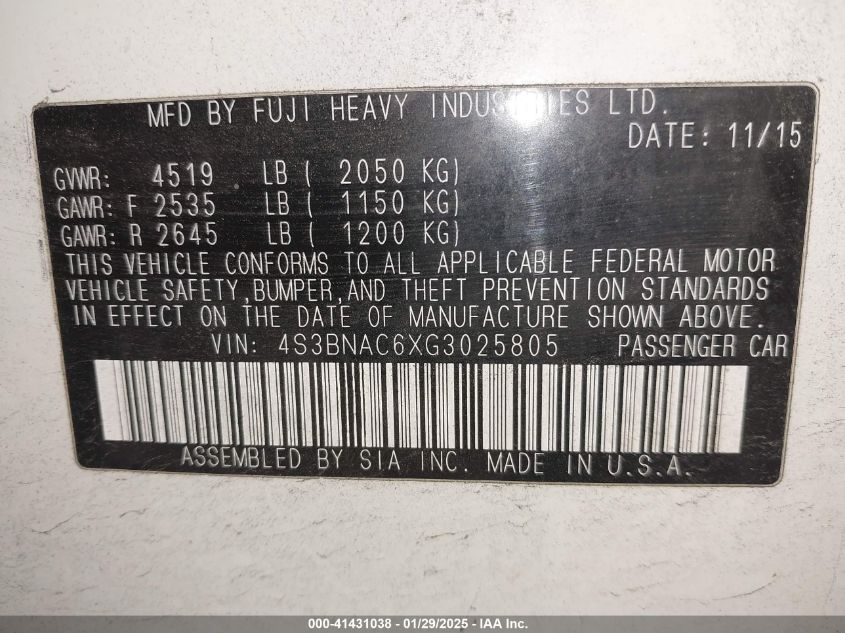 MFD BY FUJI HEAVY INDUSTRIES LTD.
DATE: 11/15
GVWR: 4519 LB ( 2050 KG)
GAWR: F 2535 LB ( 1150 KG)
GAWR: R 2645 LB ( 1200 KG)
THIS VEHICLE CONFORMS TO ALL APPLICABLE FEDERAL MOTOR
VEHICLE SAFETY,BUMPER,AND THEFT PREVENTION STANDARDS
IN EFFECT ON THE DATE OF MANUFACTURE SHOWN ABOVE.
VIN: 4S3BNAC6XG3025805 PASSENGER CAR
ASSEMBLED BY SIA INC. MADE IN U.S.A.
000-41431038 - 01/29/2025 - IAA Inc.